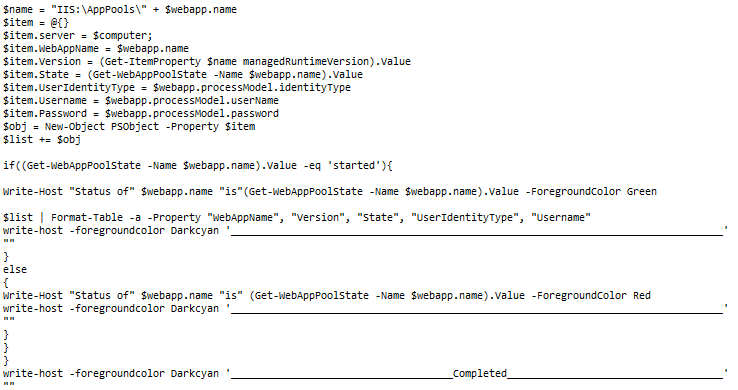 $name = "IIS:\AppPools\" + $webapp.name
$item = @{}
$item.server = $computer;
$item.WebAppName = $webapp.name
$item.Version = (Get-ItemProperty $name managedRuntimeVersion).Value
$item.State = (Get-WebAppPoolState -Name $webapp.name).Value
$item.UserIdentityType = $webapp.processModel.identityType
$item.Username = $webapp.processModel.userName
$item.Password = $webapp.processModel.password
$obj = New-Object PSObject -Property $item
$list += $obj
if((Get-WebAppPoolState -Name $webapp.name).Value -eq 'started'){
Write-Host "Status of" $webapp.name "is"(Get-WebAppPoolState -Name $webapp.name).Value -ForegroundColor Green
$list | Format-Table -a -Property "WebAppName", "Version", "State", "UserIdentityType", "Username"
write-host -foregroundcolor Darkcyan '___________________________________________________________________________'
""
}
else
{
Write-Host "Status of" $webapp.name "is" (Get-WebAppPoolState -Name $webapp.name).Value -ForegroundColor Red
write-host -foregroundcolor Darkcyan '___________________________________________________________________________'
""
}
}
}
write-host -foregroundcolor Darkcyan '__________________________________Completed_________________________________'
""